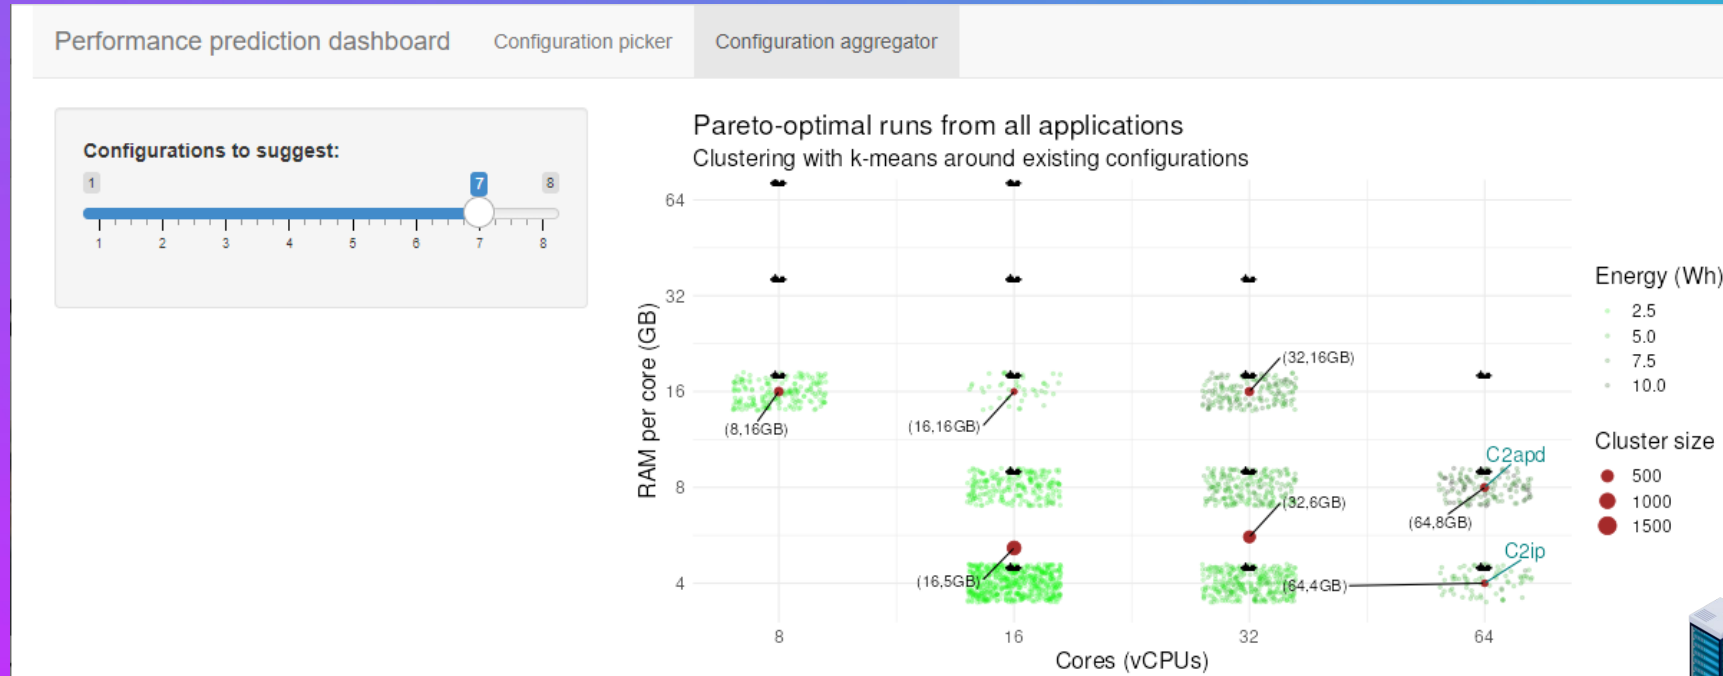 Performance prediction dashboard
Configuration picker
Configuration aggregator
Configurations to suggest:
1
7
8
1 2 3 4 5 6 7 8
Pareto-optimal runs from all applications
Clustering with k-means around existing configurations
RAM per core (GB)
64
32
16
8
4
(32,16GB)
(8,16GB)
(16,16GB)
C2apd
(32,6GB)
(64,8GB)
C2ip
(16,5GB)
(64,4GB)
8 16 32 64
Cores (vCPUs)
Energy (Wh)
2.5
5.0
7.5
10.0
Cluster size
500
1000
1500